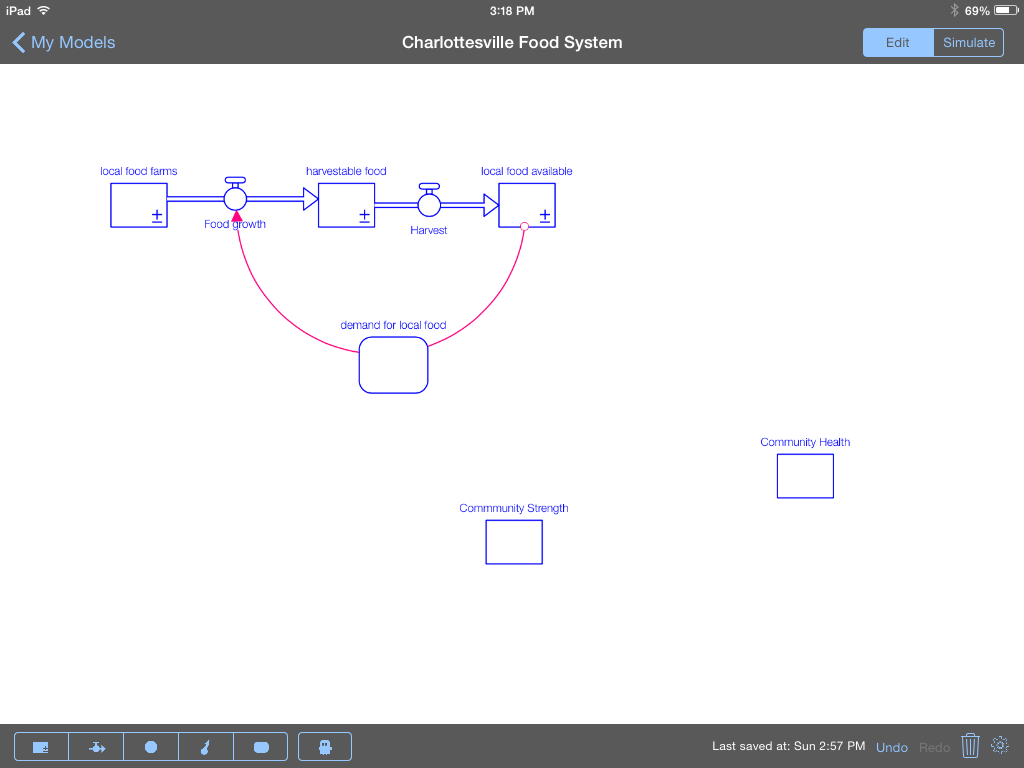 iPad 3:18 PM 69%
My Models Charlottesville Food System Edit Simulate
local food farms harvestable food local food available
Food growth Harvest
demand for local food
Community Health
Commmunity Strength
Last saved at: Sun 2:57 PM Undo Redo